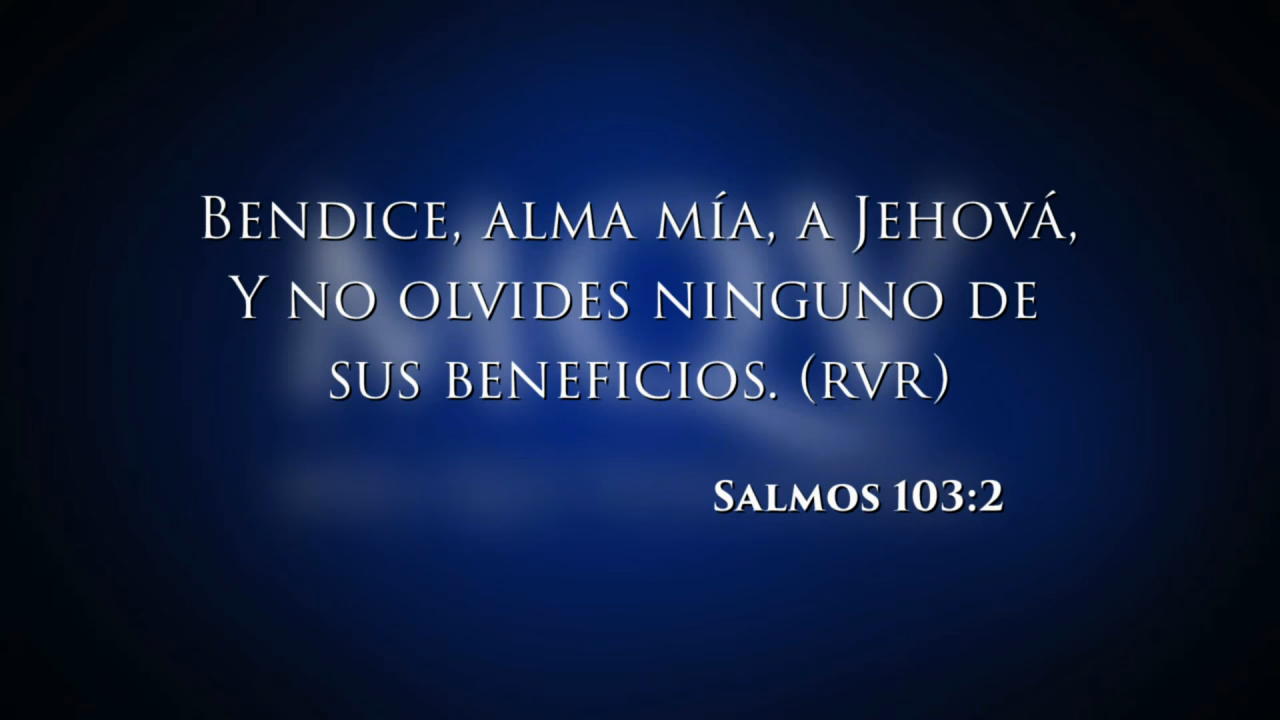 Bendice, alma mía, a Jehová,
Y no olvides ninguno de
sus beneficios. (rvr)
Salmos 103:2